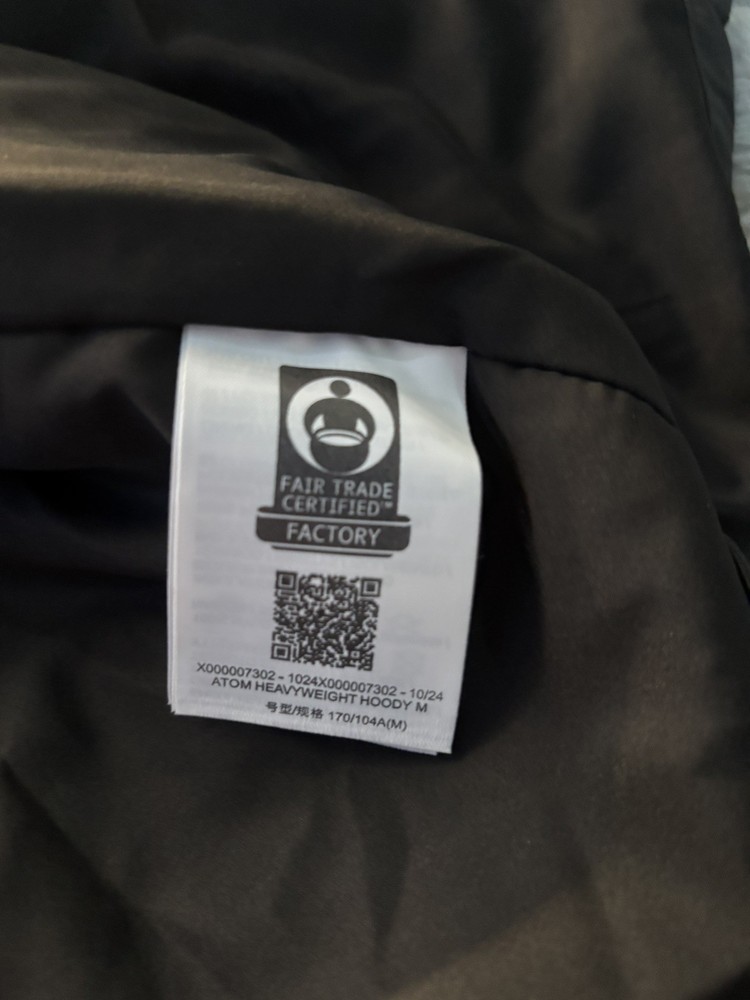 FAIR TRADE
CERTIFIED™
FACTORY
X000007302 - 1024X000007302 - 10/24
ATOM HEAVYWEIGHT HOODY M
号型/规格 170/104A(M)